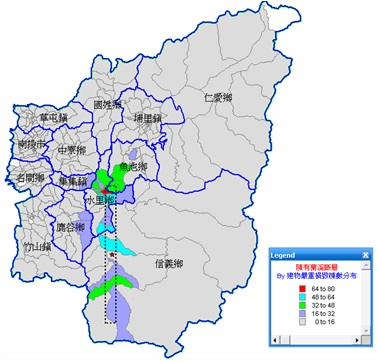 仁愛鄉
國姓鄉
草屯鎮
埔里鎮
南投市
中寮鄉
魚池鄉
名間鄉
集集鎮
水里鄉
鹿谷鄉
竹山鎮
信義鄉
Legend
陳有蘭溪斷層
By 建物嚴重損毀棟數分布
64 to 80
48 to 64
32 to 48
16 to 32
0 to 16